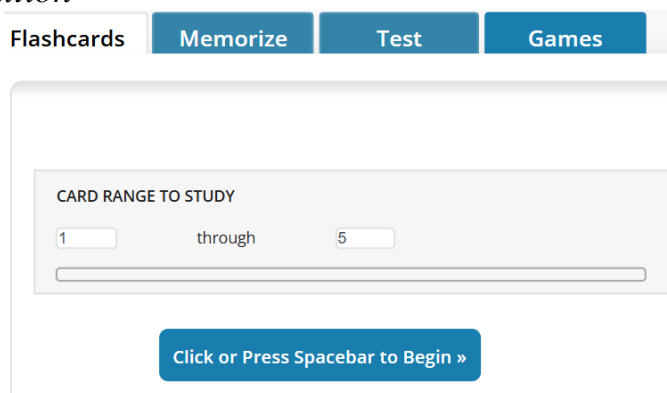 Flashcards Memorize Test Games
CARD RANGE TO STUDY
1 through 5
Click or Press Spacebar to Begin »